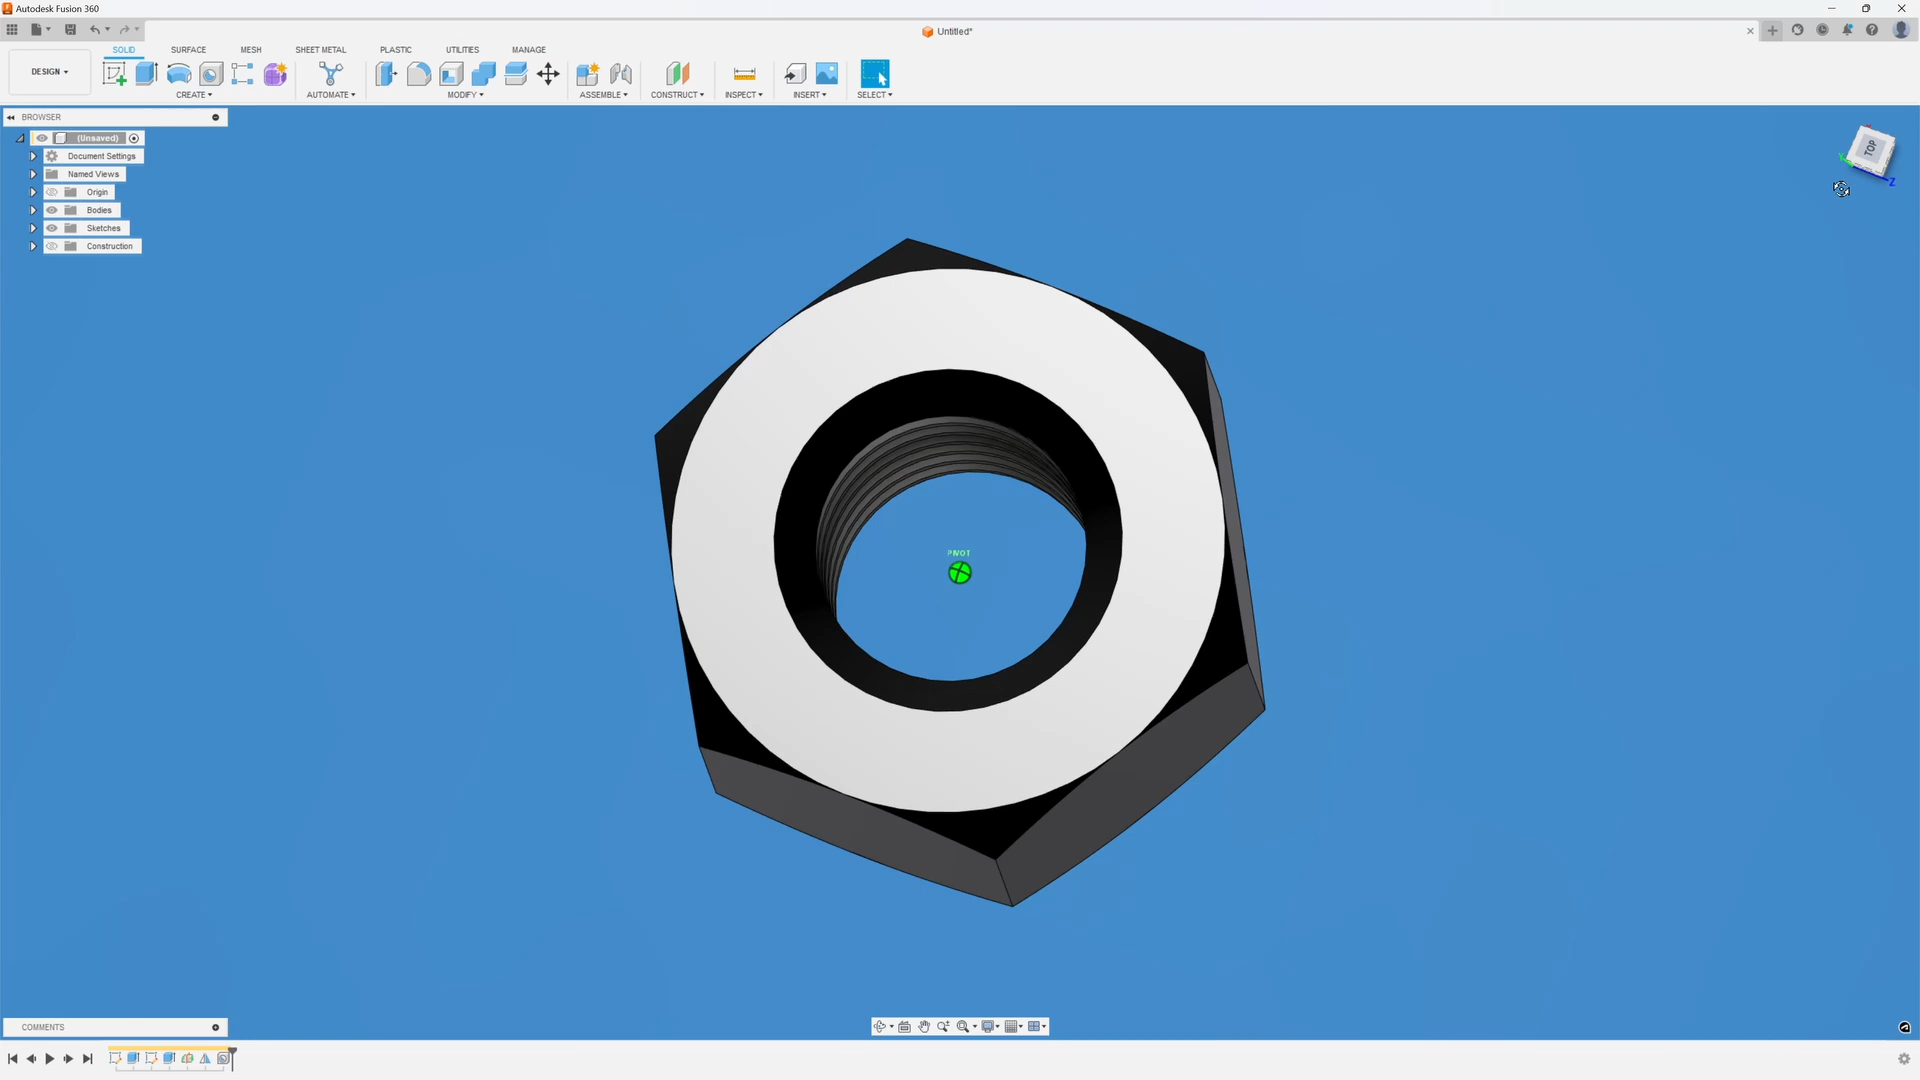 Autodesk Fusion 360
Untitled*
SOLID SURFACE MESH SHEET METAL PLASTIC UTILITIES MANAGE
DESIGN
CREATE AUTOMATE MODIFY ASSEMBLE CONSTRUCT INSPECT INSERT SELECT
BROWSER
(Unsaved)
Document Settings
Named Views
Origin
Bodies
Sketches
Construction
TOP
Y
Z
PIVOT
COMMENTS